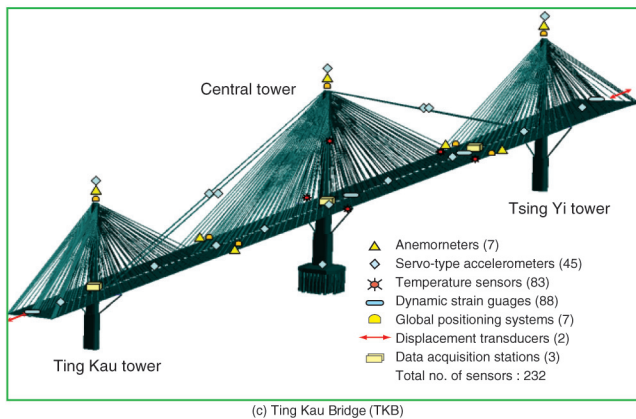 Central tower
Tsing Yi tower
Ting Kau tower
Anemorneters (7)
Servo-type accelerometers (45)
Temperature sensors (83)
Dynamic strain guages (88)
Global positioning systems (7)
Displacement transducers (2)
Data acquisition stations (3)
Total no. of sensors : 232
(c) Ting Kau Bridge (TKB)